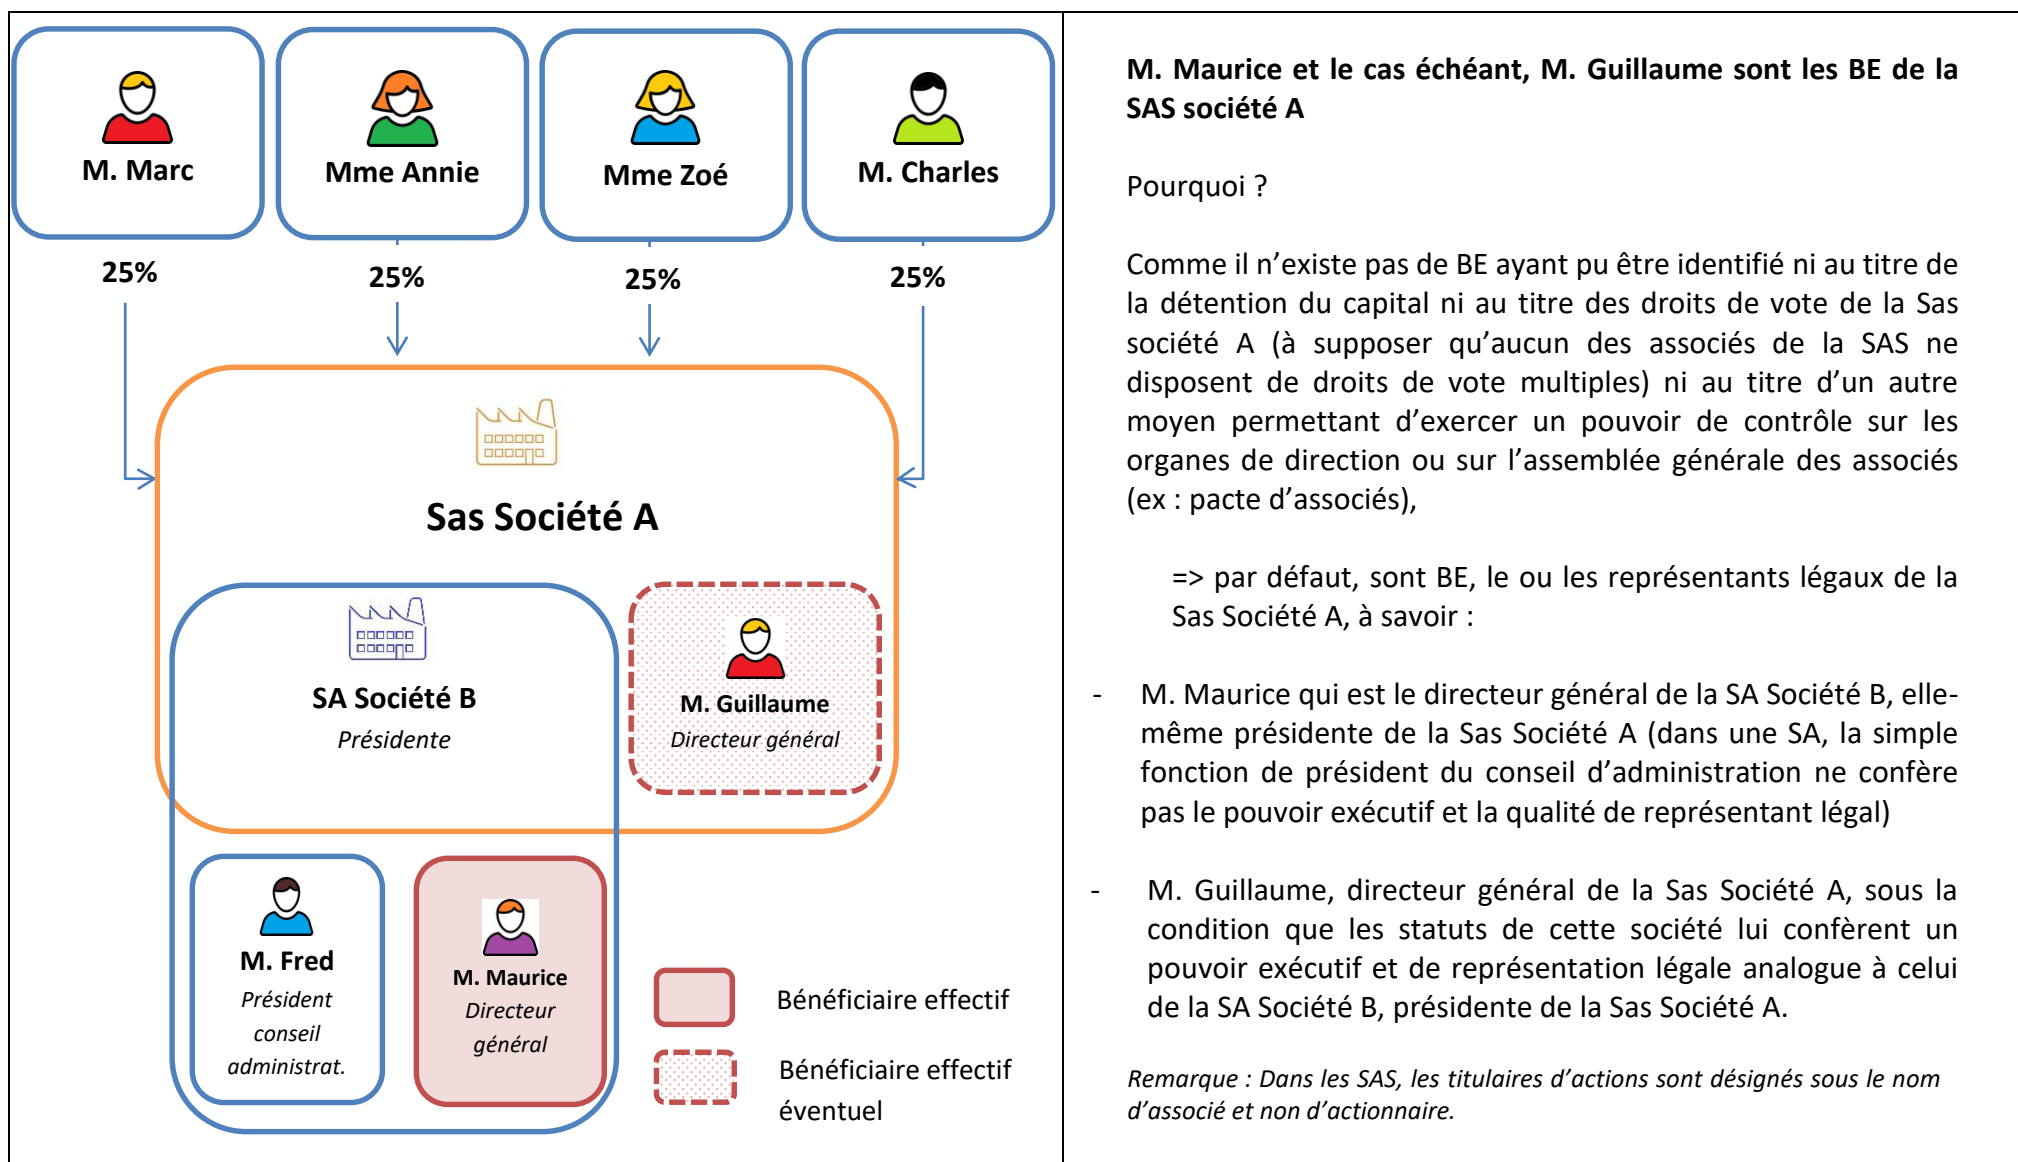 M. Marc
Mme Annie
Mme Zoé
M. Charles
25%
25%
25%
25%
Sas Société A
SA Société B
Présidente
M. Guillaume
Directeur général
M. Fred
Président
conseil
administrat.
M. Maurice
Directeur
général
Bénéficiaire effectif
Bénéficiaire effectif
éventuel
M. Maurice et le cas échéant, M. Guillaume sont les BE de la
SAS société A
Pourquoi ?
Comme il n’existe pas de BE ayant pu être identifié ni au titre de
la détention du capital ni au titre des droits de vote de la Sas
société A (à supposer qu’aucun des associés de la SAS ne
disposent de droits de vote multiples) ni au titre d’un autre
moyen permettant d’exercer un pouvoir de contrôle sur les
organes de direction ou sur l’assemblée générale des associés
(ex : pacte d’associés),
=> par défaut, sont BE, le ou les représentants légaux de la
Sas Société A, à savoir :
- M. Maurice qui est le directeur général de la SA Société B, elle-
même présidente de la Sas Société A (dans une SA, la simple
fonction de président du conseil d’administration ne confère
pas le pouvoir exécutif et la qualité de représentant légal)
- M. Guillaume, directeur général de la Sas Société A, sous la
condition que les statuts de cette société lui confèrent un
pouvoir exécutif et de représentation légale analogue à celui
de la SA Société B, présidente de la Sas Société A.
Remarque : Dans les SAS, les titulaires d’actions sont désignés sous le nom
d’associé et non d’actionnaire.